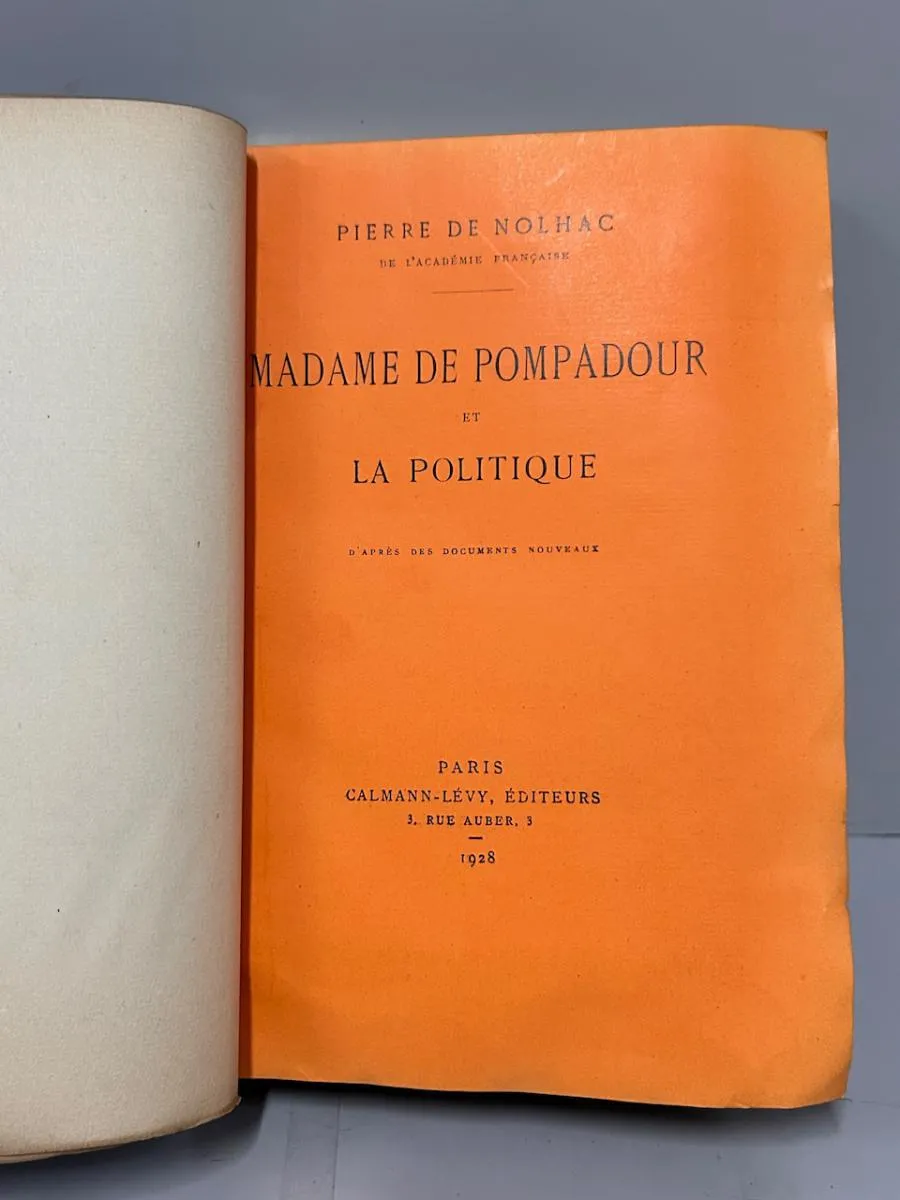 PIERRE DE NOLHAC
DE L'ACADÉMIE FRANÇAISE
MADAME DE POMPADOUR
ET
LA POLITIQUE
D'APRÈS DES DOCUMENTS NOUVEAUX
PARIS
CALMANN-LÉVY, ÉDITEURS
3, RUE AUBER, 3
1928